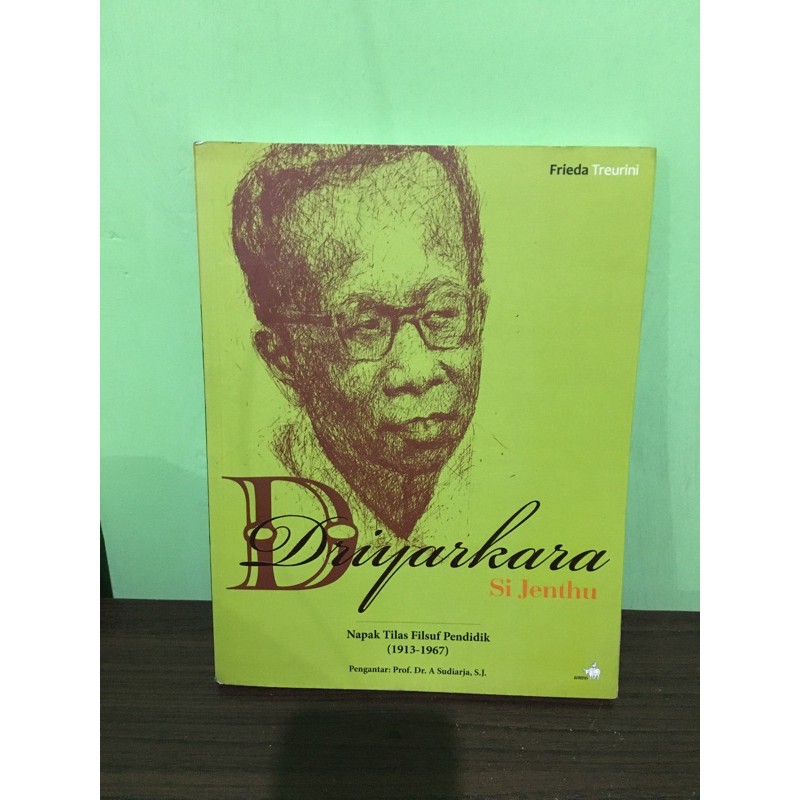 Frieda Treurini
D
Driyarkara
Si Jenthu
Napak Tilas Filsuf Pendidik
(1913-1967)
Pengantar: Prof. Dr. A Sudiarja, S.J.